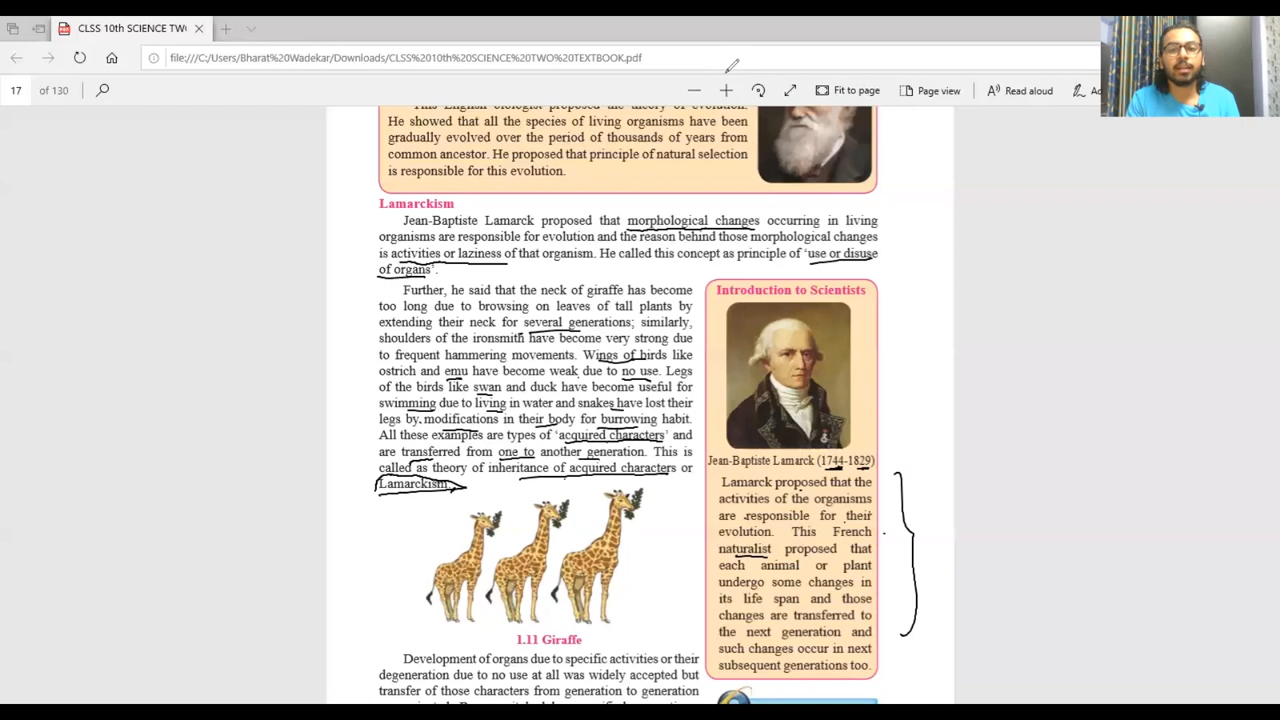 CLSS 10th SCIENCE TWO
file:///C:/Users/Bharat%20Wadekar/Downloads/CLSS%2010th%20SCIENCE%20TWO%20TEXTBOOK.pdf
17 of 130
Fit to page
Page view
Read aloud
This English biologist proposed the theory of evolution.
He showed that all the species of living organisms have been
gradually evolved over the period of thousands of years from
common ancestor. He proposed that principle of natural selection
is responsible for this evolution.
Lamarckism
Jean-Baptiste Lamarck proposed that morphological changes occurring in living
organisms are responsible for evolution and the reason behind those morphological changes
is activities or laziness of that organism. He called this concept as principle of ‘use or disuse
of organs’.
Further, he said that the neck of giraffe has become
too long due to browsing on leaves of tall plants by
extending their neck for several generations; similarly,
shoulders of the ironsmith have become very strong due
to frequent hammering movements. Wings of birds like
ostrich and emu have become weak due to no use. Legs
of the birds like swan and duck have become useful for
swimming due to living in water and snakes have lost their
legs by modifications in their body for burrowing habit.
All these examples are types of ‘acquired characters’ and
are transferred from one to another generation. This is
called as theory of inheritance of acquired characters or
Lamarckism.
1.11 Giraffe
Development of organs due to specific activities or their
degeneration due to no use at all was widely accepted but
transfer of those characters from generation to generation
Introduction to Scientists
Jean-Baptiste Lamarck (1744-1829)
Lamarck proposed that the
activities of the organisms
are responsible for their
evolution. This French
naturalist proposed that
each animal or plant
undergo some changes in
its life span and those
changes are transferred to
the next generation and
such changes occur in next
subsequent generations too.